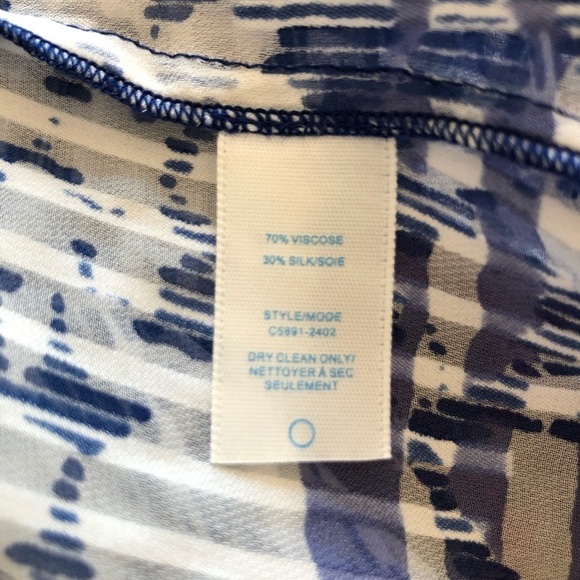 70% VISCOSE
30% SILK/SOIE
STYLE/MODE
C5891-2402
DRY CLEAN ONLY/
NETTOYER À SEC
SEULEMENT